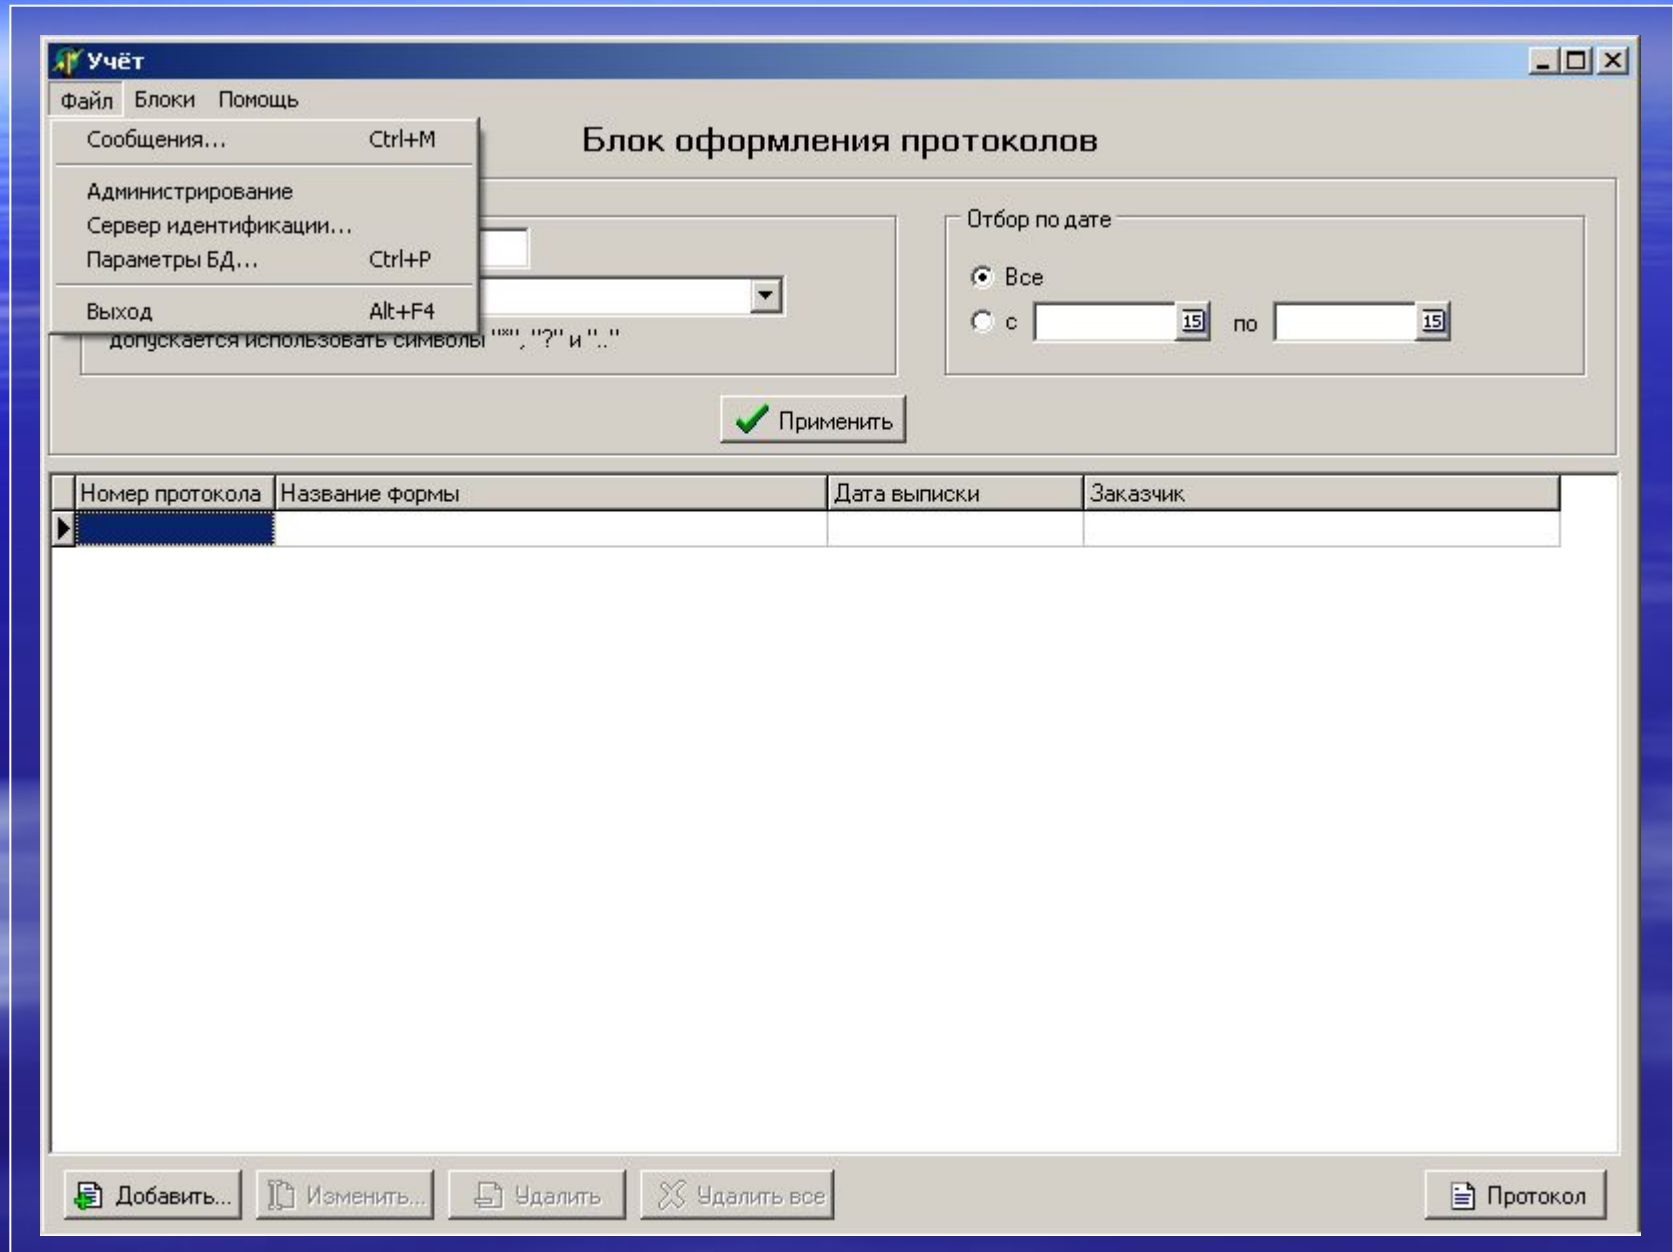 Учёт
Файл Блоки Помощь
Сообщения... Ctrl+M
Администрирование
Сервер идентификации...
Параметры БД... Ctrl+P
Выход Alt+F4
Блок оформления протоколов
допускается использовать символы "*", "?" и ".."
Отбор по дате
Все
с 15 по 15
Применить
Номер протокола Название формы Дата выписки Заказчик
Добавить... Изменить... Удалить Удалить все Протокол